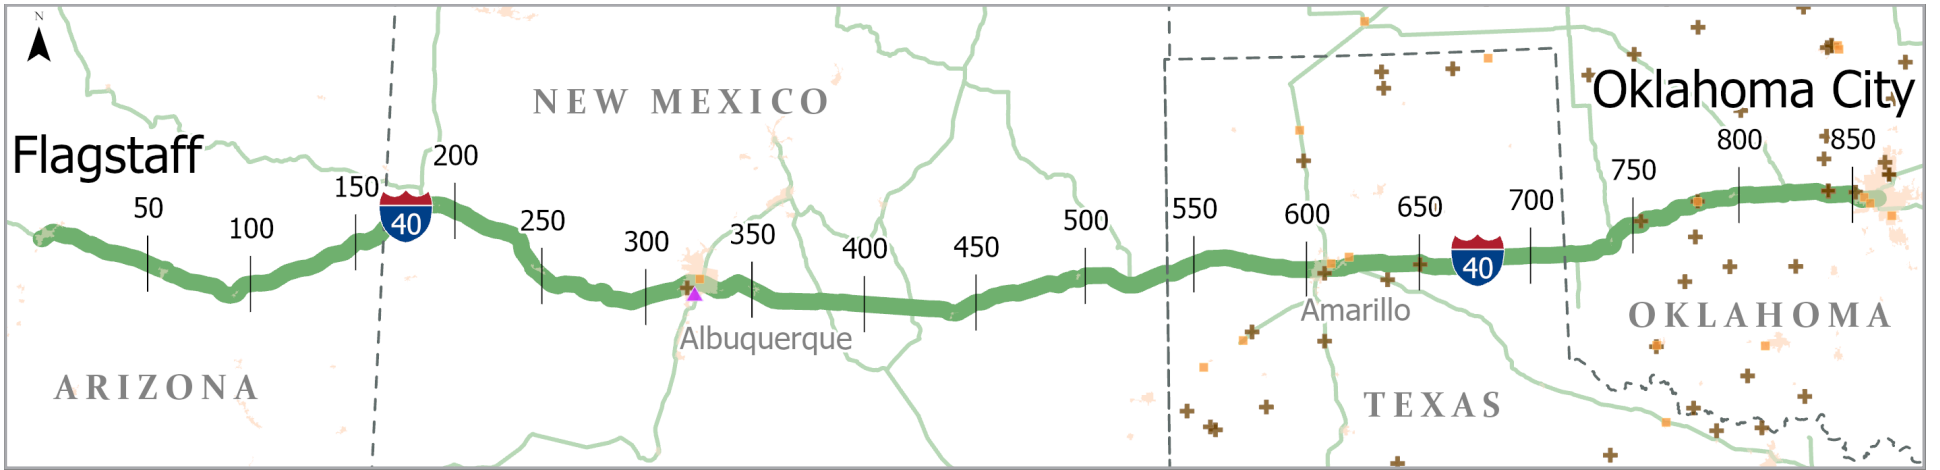 N
NEW MEXICO
Oklahoma City
Flagstaff
50
100
150
200
250
300
350
400
450
500
550
600
650
700
750
800
850
40
40
Albuquerque
Amarillo
ARIZONA
TEXAS
OKLAHOMA